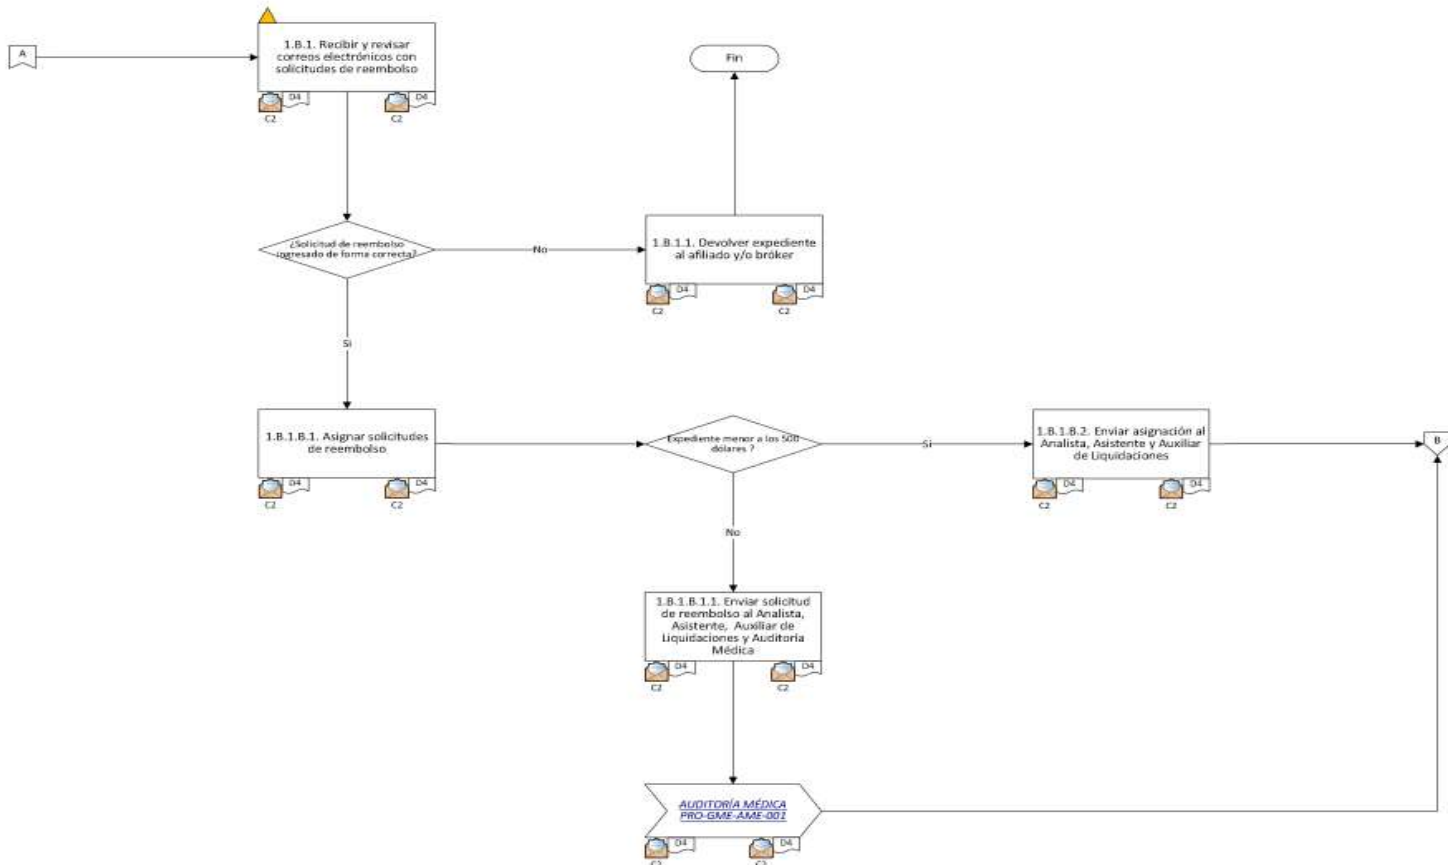 A
1.B.1. Recibir y revisar
correos electrónicos con
solicitudes de reembolso
D4
D4
C2
C2
Fin
¿Solicitud de reembolso
ingresado de forma correcta?
No
1.B.1.1. Devolver expediente
al afiliado y/o bróker
D4
D4
C2
C2
Si
1.B.1.B.1. Asignar solicitudes
de reembolso
D4
D4
C2
C2
Expediente menor a los 500
dólares ?
Si
1.B.1.B.2. Enviar asignación al
Analista, Asistente y Auxiliar
de Liquidaciones
D4
D4
C2
C2
B
No
1.B.1.B.1.1. Enviar solicitud
de reembolso al Analista,
Asistente, Auxiliar de
Liquidaciones y Auditoría
Médica
D4
D4
C2
C2
AUDITORÍA MÉDICA
PRO-GME-AME-001
D4
D4
C2
C2